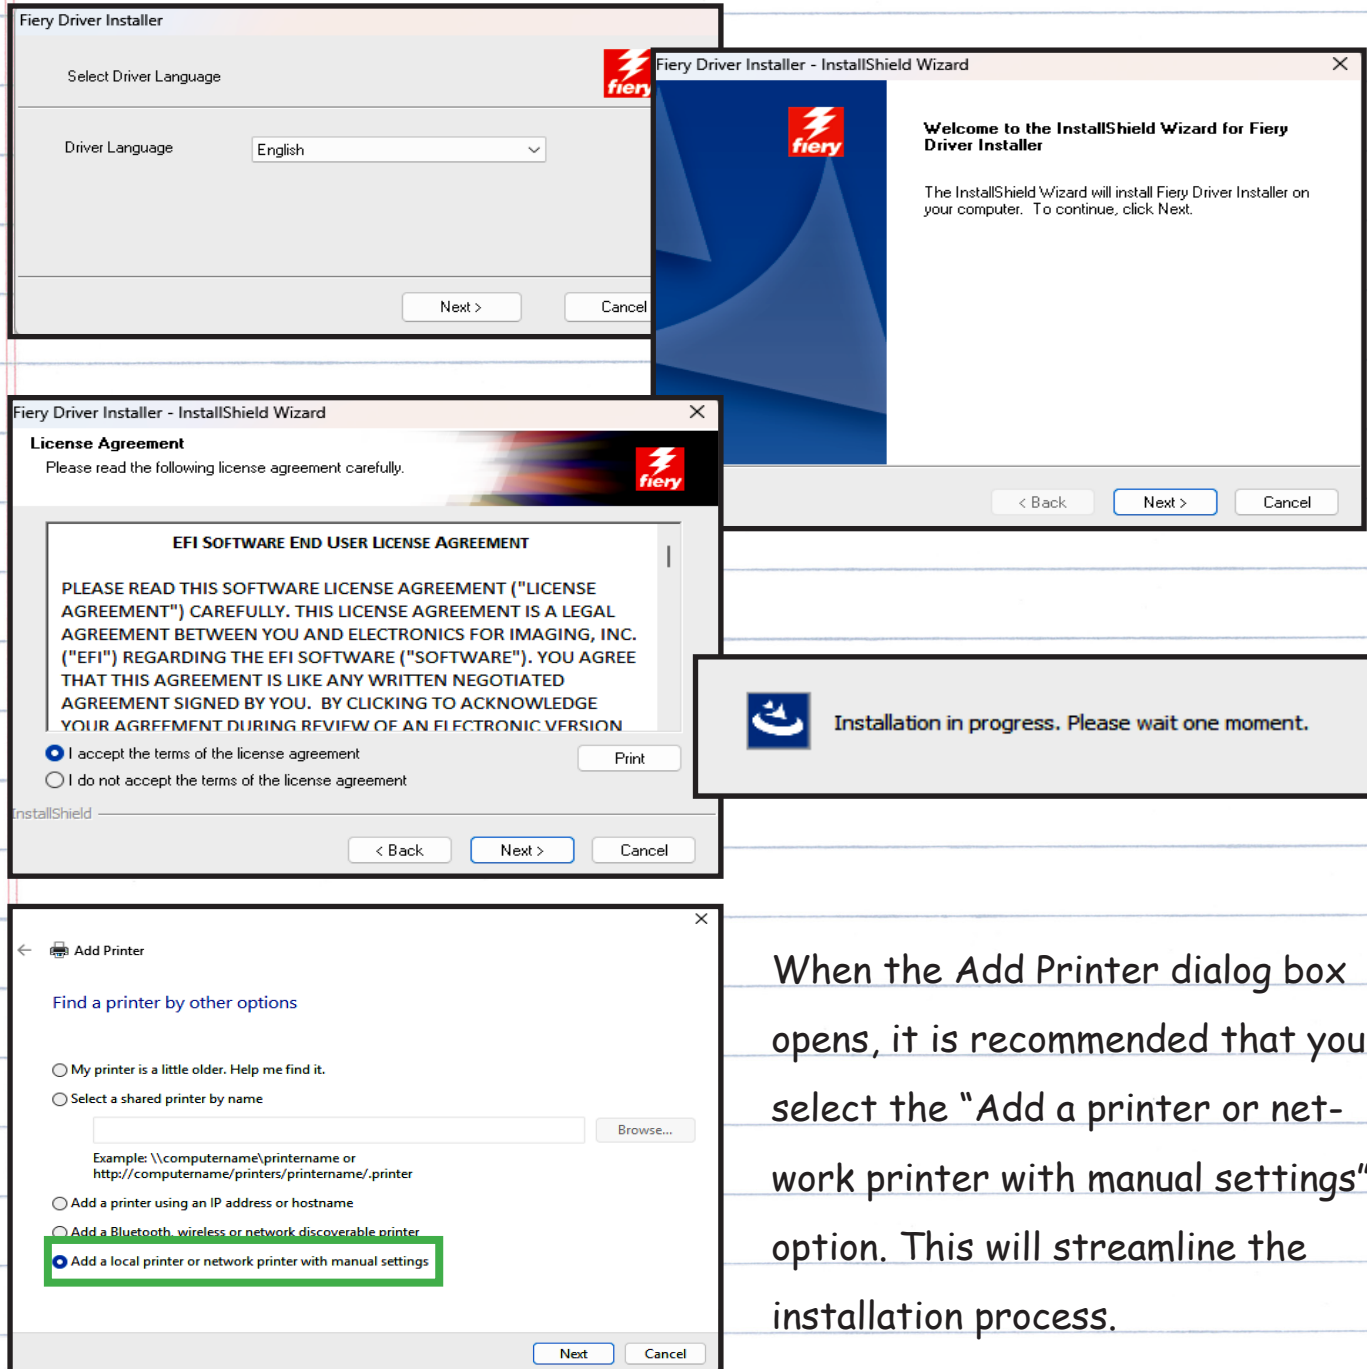 Fiery Driver Installer
Select Driver Language
fiery
Driver Language
English
Next >
Cancel
Fiery Driver Installer - InstallShield Wizard
fiery
Welcome to the InstallShield Wizard for Fiery
Driver Installer
The InstallShield Wizard will install Fiery Driver Installer on
your computer. To continue, click Next.
< Back
Next >
Cancel
Fiery Driver Installer - InstallShield Wizard
License Agreement
Please read the following license agreement carefully.
fiery
EFI SOFTWARE END USER LICENSE AGREEMENT
PLEASE READ THIS SOFTWARE LICENSE AGREEMENT ("LICENSE
AGREEMENT") CAREFULLY. THIS LICENSE AGREEMENT IS A LEGAL
AGREEMENT BETWEEN YOU AND ELECTRONICS FOR IMAGING, INC.
("EFI") REGARDING THE EFI SOFTWARE ("SOFTWARE"). YOU AGREE
THAT THIS AGREEMENT IS LIKE ANY WRITTEN NEGOTIATED
AGREEMENT SIGNED BY YOU. BY CLICKING TO ACKNOWLEDGE
YOUR AGREEMENT DURING REVIEW OF AN ELECTRONIC VERSION
I accept the terms of the license agreement
Print
I do not accept the terms of the license agreement
InstallShield
< Back
Next >
Cancel
Installation in progress. Please wait one moment.
Add Printer
Find a printer by other options
My printer is a little older. Help me find it.
Select a shared printer by name
Browse...
Example: \\computername\printername or
http://computername/printers/printername/.printer
Add a printer using an IP address or hostname
Add a Bluetooth, wireless or network discoverable printer
Add a local printer or network printer with manual settings
Next
Cancel
When the Add Printer dialog box
opens, it is recommended that you
select the “Add a printer or net-
work printer with manual settings”
option. This will streamline the
installation process.